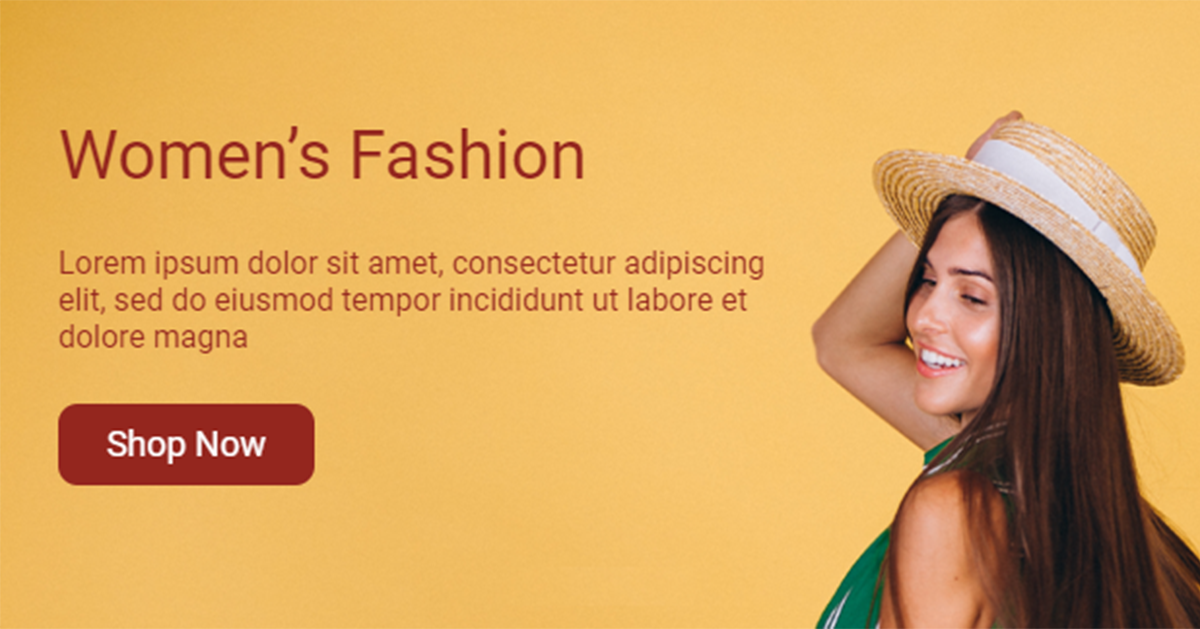 Women’s Fashion
Lorem ipsum dolor sit amet, consectetur adipiscing
elit, sed do eiusmod tempor incididunt ut labore et
dolore magna
Shop Now